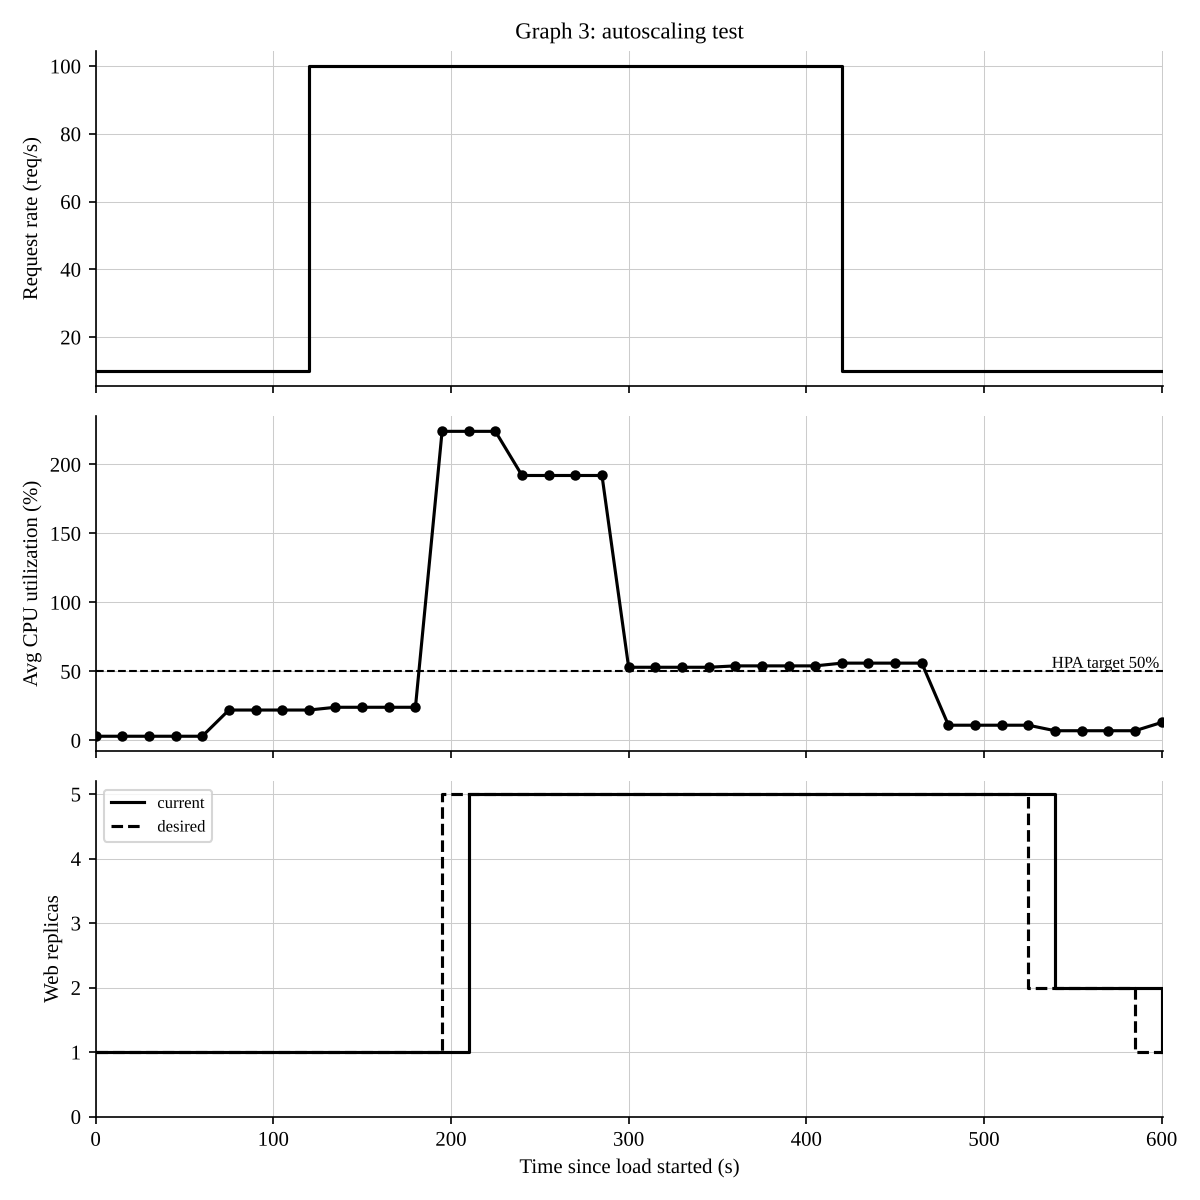 Graph 3: autoscaling test
100
80
60
40
20
Request rate (req/s)
200
150
100
50
0
Avg CPU utilization (%)
HPA target 50%
5
4
3
2
1
0
Web replicas
current
desired
0 100 200 300 400 500 600
Time since load started (s)